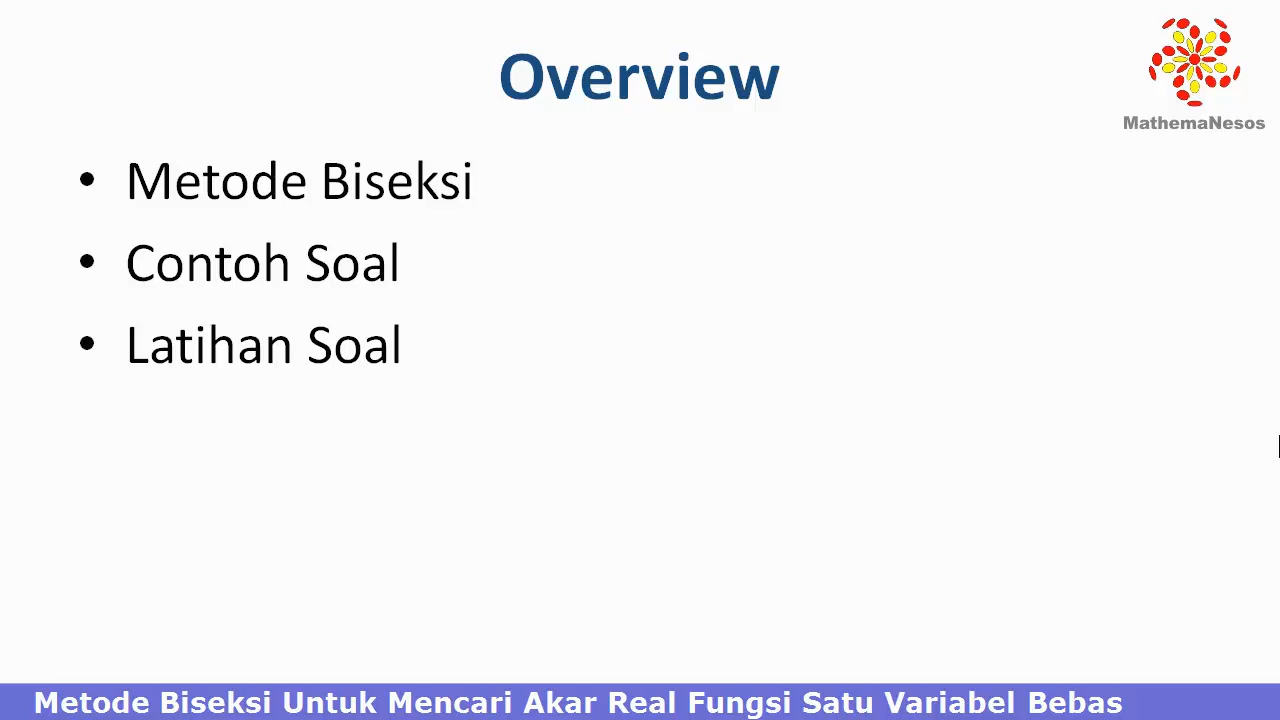 Overview
MathemaNesos
• Metode Biseksi
• Contoh Soal
• Latihan Soal
Metode Biseksi Untuk Mencari Akar Real Fungsi Satu Variabel Bebas